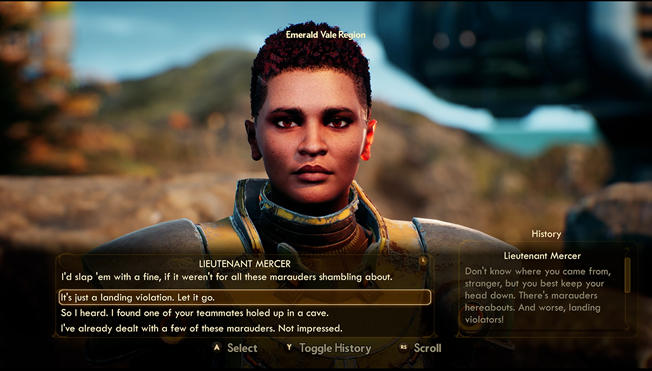 Emerald Vale Region
LIEUTENANT MERCER
I'd slap 'em with a fine, if it weren't for all these marauders shambling about.
It's just a landing violation. Let it go.
So I heard. I found one of your teammates holed up in a cave.
I've already dealt with a few of these marauders. Not impressed.
History
Lieutenant Mercer
Don't know where you came from,
stranger, but you best keep your
head down. There's marauders
hereabouts. And worse, landing
violators!
A Select
Y Toggle History
RS Scroll